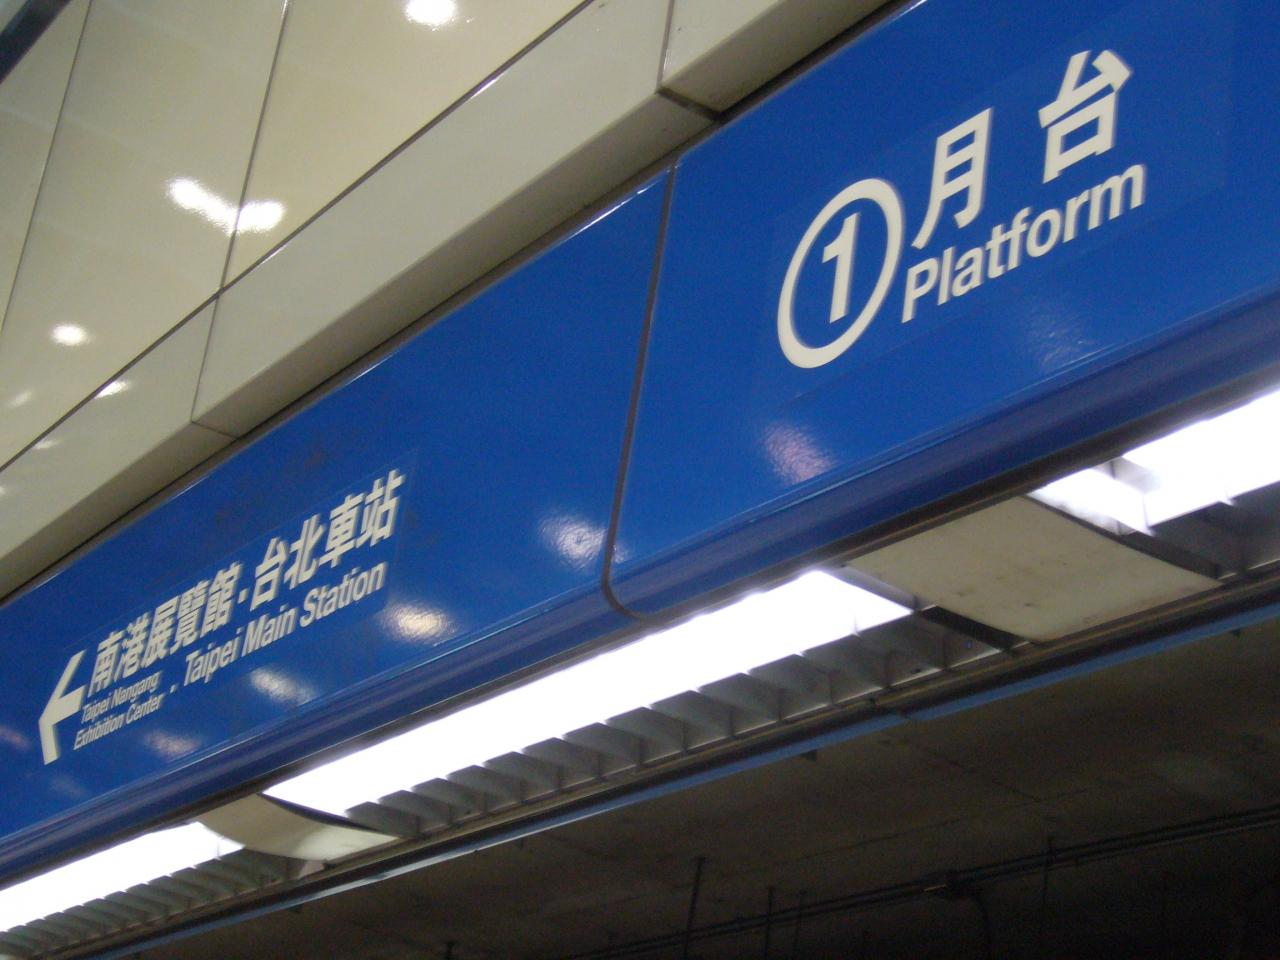 南港展覽館·台北車站
Taipei Nangang
Exhibition Center · Taipei Main Station
1 月台
Platform